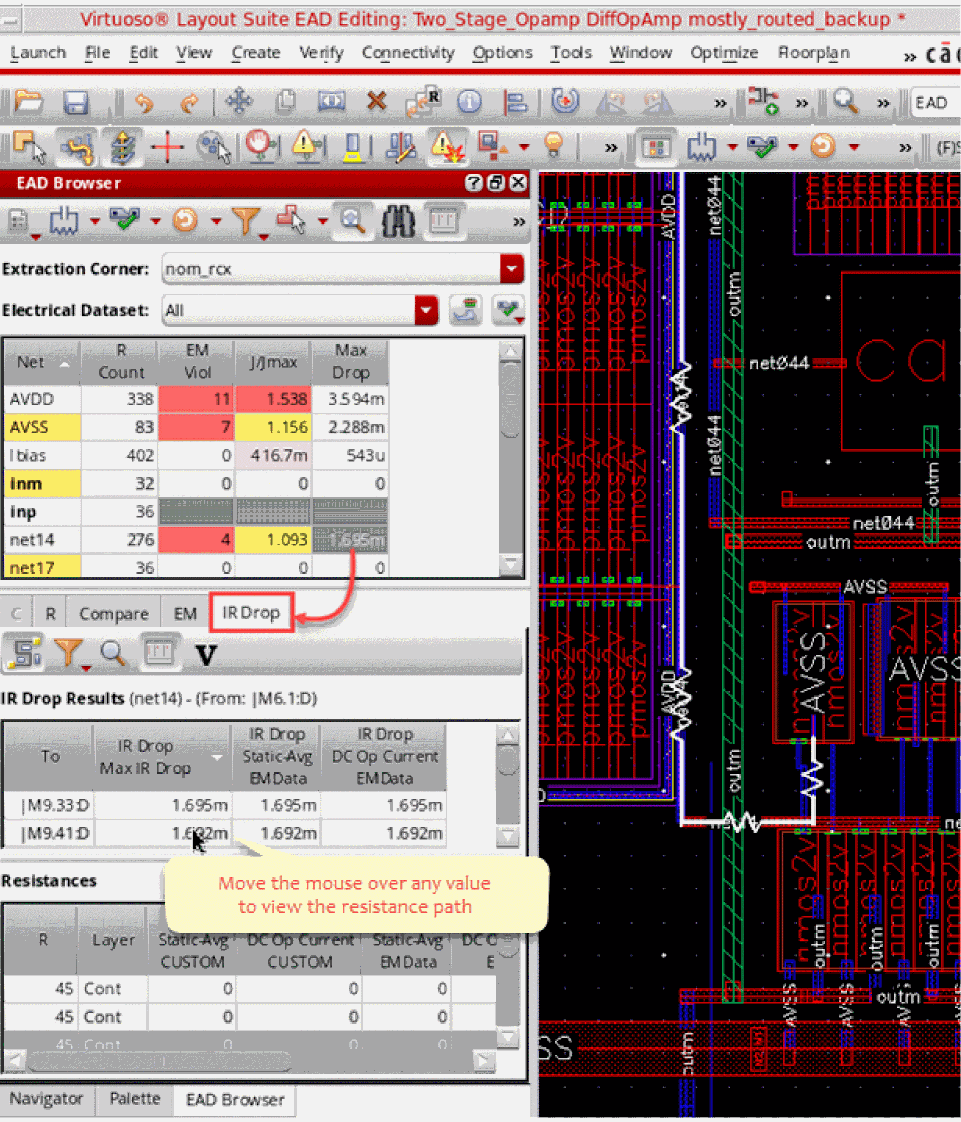 Virtuoso® Layout Suite EAD Editing: Two_Stage_Opamp DiffOpAmp mostly_routed_backup *
Launch File Edit View Create Verify Connectivity Options Tools Window Optimize Floorplan » cāc
» » » EAD
» » (F)S
EAD Browser
»
Extraction Corner: nom_rcx
Electrical Dataset: All
Net R Count EM Viol J/Jmax Max Drop
AVDD 338 11 1.538 3.594m
AVSS 83 7 1.156 2.288m
Ibias 402 0 416.7m 543u
inm 32 0 0 0
inp 36
net14 276 4 1.093 1.695m
net17 36 0 0 0
C R Compare EM IR Drop
V
IR Drop Results (net14) - (From: |M6.1:D)
To IR Drop Max IR Drop IR Drop Static-Avg EMData IR Drop DC Op Current EMData
|M9.33:D 1.695m 1.695m 1.695m
|M9.41:D 1.692m 1.692m 1.692m
Move the mouse over any value
to view the resistance path
Resistances
R Layer Static-Avg CUSTOM DC Op Current CUSTOM Static-Avg EMData DC O E
45 Cont 0 0 0
45 Cont 0 0 0
45 Cont 0 0 0
Navigator Palette EAD Browser
AVDD
net044
outm
pmos2v
net044
ca
net044
outm
net044
outm
AVSS
AVSS
nmos2v
AVSS
AVDD
outm
nmos2v
outm
outm
outm
outm
AVSS
AVSS
AVSS
SS
outm